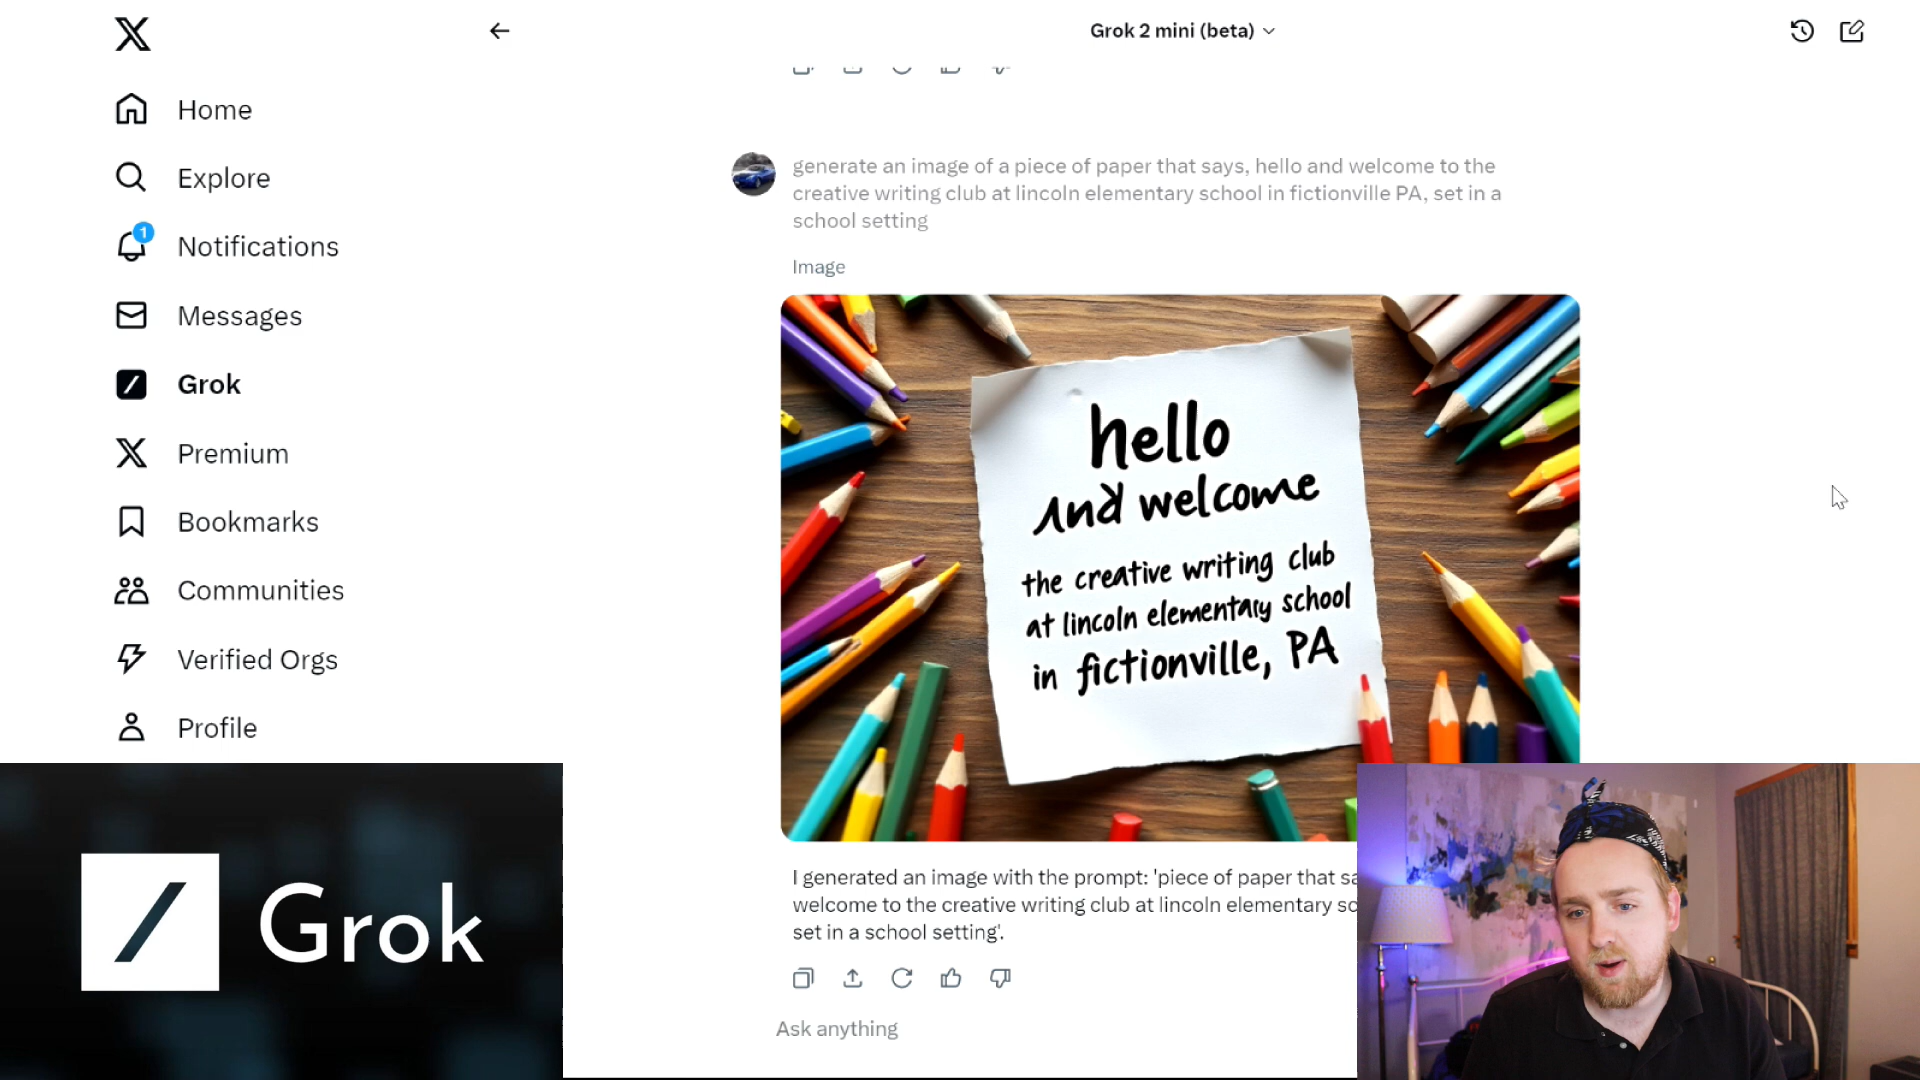 Grok 2 mini (beta)
Home
Explore
1
Notifications
Messages
Grok
Premium
Bookmarks
Communities
Verified Orgs
Profile
generate an image of a piece of paper that says, hello and welcome to the
creative writing club at lincoln elementary school in fictionville PA, set in a
school setting
Image
hello
And welcome
the creative writing club
at lincoln elementary school
in fictionville, PA
I generated an image with the prompt: 'piece of paper that
welcome to the creative writing club at lincoln elementary
set in a school setting'.
Ask anything
Grok